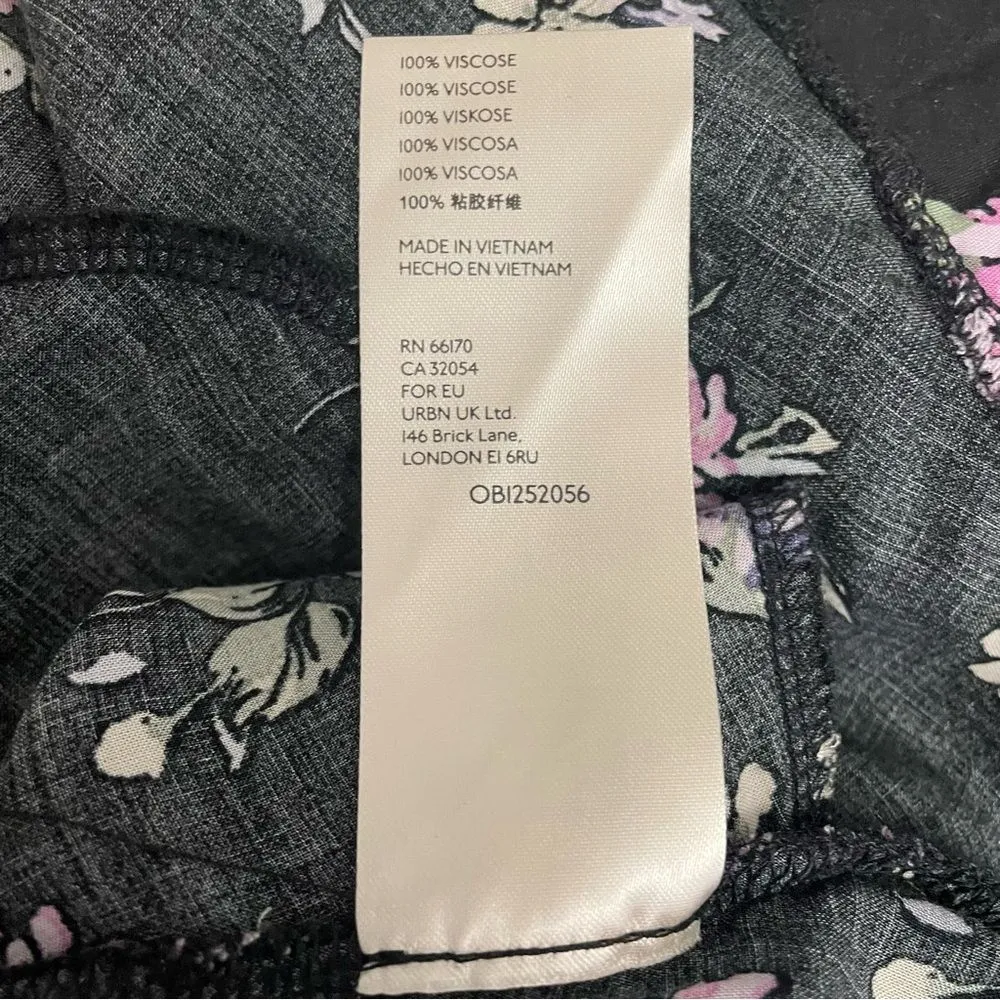 100% VISCOSE
100% VISCOSE
100% VISKOSE
100% VISCOSA
100% VISCOSA
100% 粘胶纤维
MADE IN VIETNAM
HECHO EN VIETNAM
RN 66170
CA 32054
FOR EU
URBN UK Ltd.
146 Brick Lane,
LONDON E1 6RU
OB1252056